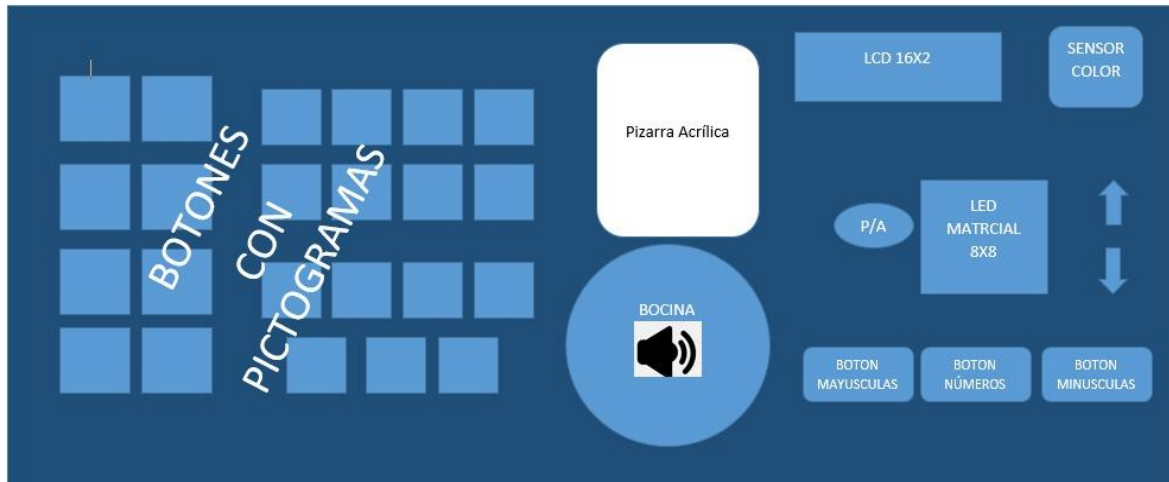 BOTONES
CON
PICTOGRAMAS
Pizarra Acrílica
BOCINA
LCD 16X2
SENSOR
COLOR
P/A
LED
MATRCIAL
8X8
BOTON
MAYUSCULAS
BOTON
NÚMEROS
BOTON
MINUSCULAS